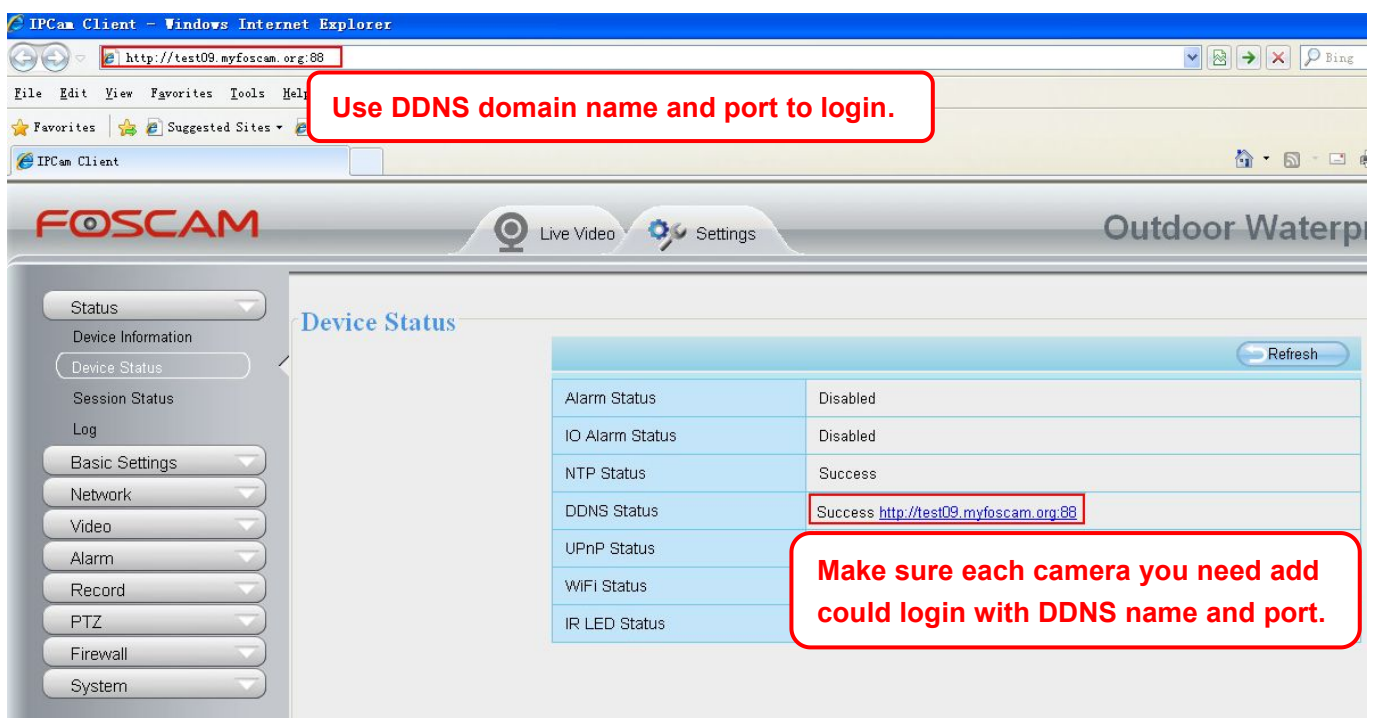 IPCam Client - Windows Internet Explorer
http://test09.myfoscam.org:88
Bing
File Edit View Favorites Tools Help
Use DDNS domain name and port to login.
Favorites Suggested Sites
IPCam Client
FOSCAM
Live Video
Settings
Outdoor Waterp
Status
Device Information
Device Status
Session Status
Log
Basic Settings
Network
Video
Alarm
Record
PTZ
Firewall
System
Device Status
Refresh
Alarm Status Disabled
IO Alarm Status Disabled
NTP Status Success
DDNS Status Success http://test09.myfoscam.org:88
UPnP Status
WiFi Status
IR LED Status
Make sure each camera you need add
could login with DDNS name and port.